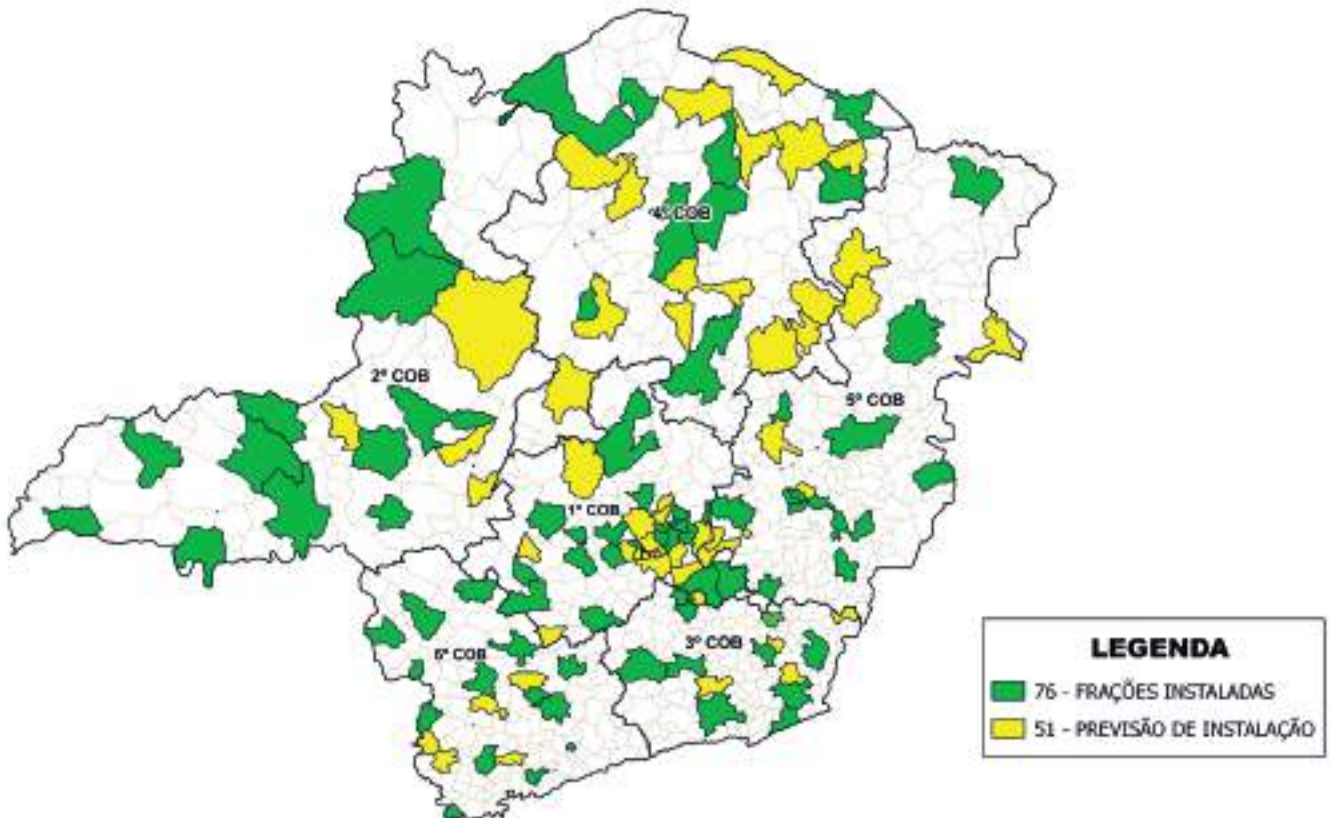 4º COB
2º COB
5º COB
1º COB
3º COB
6º COB
LEGENDA
76 - FRAÇÕES INSTALADAS
51 - PREVISÃO DE INSTALAÇÃO